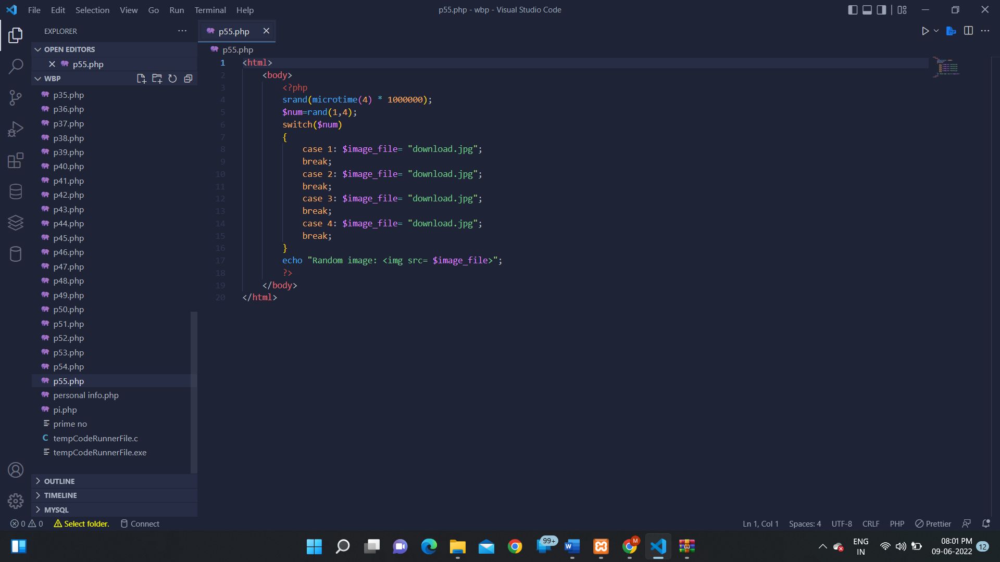 File Edit Selection View Go Run Terminal Help
p55.php - wbp - Visual Studio Code
EXPLORER
OPEN EDITORS
p55.php
WBP
p35.php
p36.php
p37.php
p38.php
p39.php
p40.php
p41.php
p42.php
p43.php
p44.php
p45.php
p46.php
p47.php
p48.php
p49.php
p50.php
p51.php
p52.php
p53.php
p54.php
p55.php
personal info.php
pi.php
prime no
C tempCodeRunnerFile.c
tempCodeRunnerFile.exe
OUTLINE
TIMELINE
MYSQL
p55.php
p55.php
1 <html>
2 <body>
3 <?php
4 srand(microtime(4) * 1000000);
5 $num=rand(1,4);
6 switch($num)
7 {
8 case 1: $image_file= "download.jpg";
9 break;
10 case 2: $image_file= "download.jpg";
11 break;
12 case 3: $image_file= "download.jpg";
13 break;
14 case 4: $image_file= "download.jpg";
15 break;
16 }
17 echo "Random image: <img src= $image_file>";
18 ?>
19 </body>
20 </html>
0 0 Select folder. Connect
Ln 1, Col 1 Spaces: 4 UTF-8 CRLF PHP Prettier
99+
W
M
ENG
IN
08:01 PM
09-06-2022
12